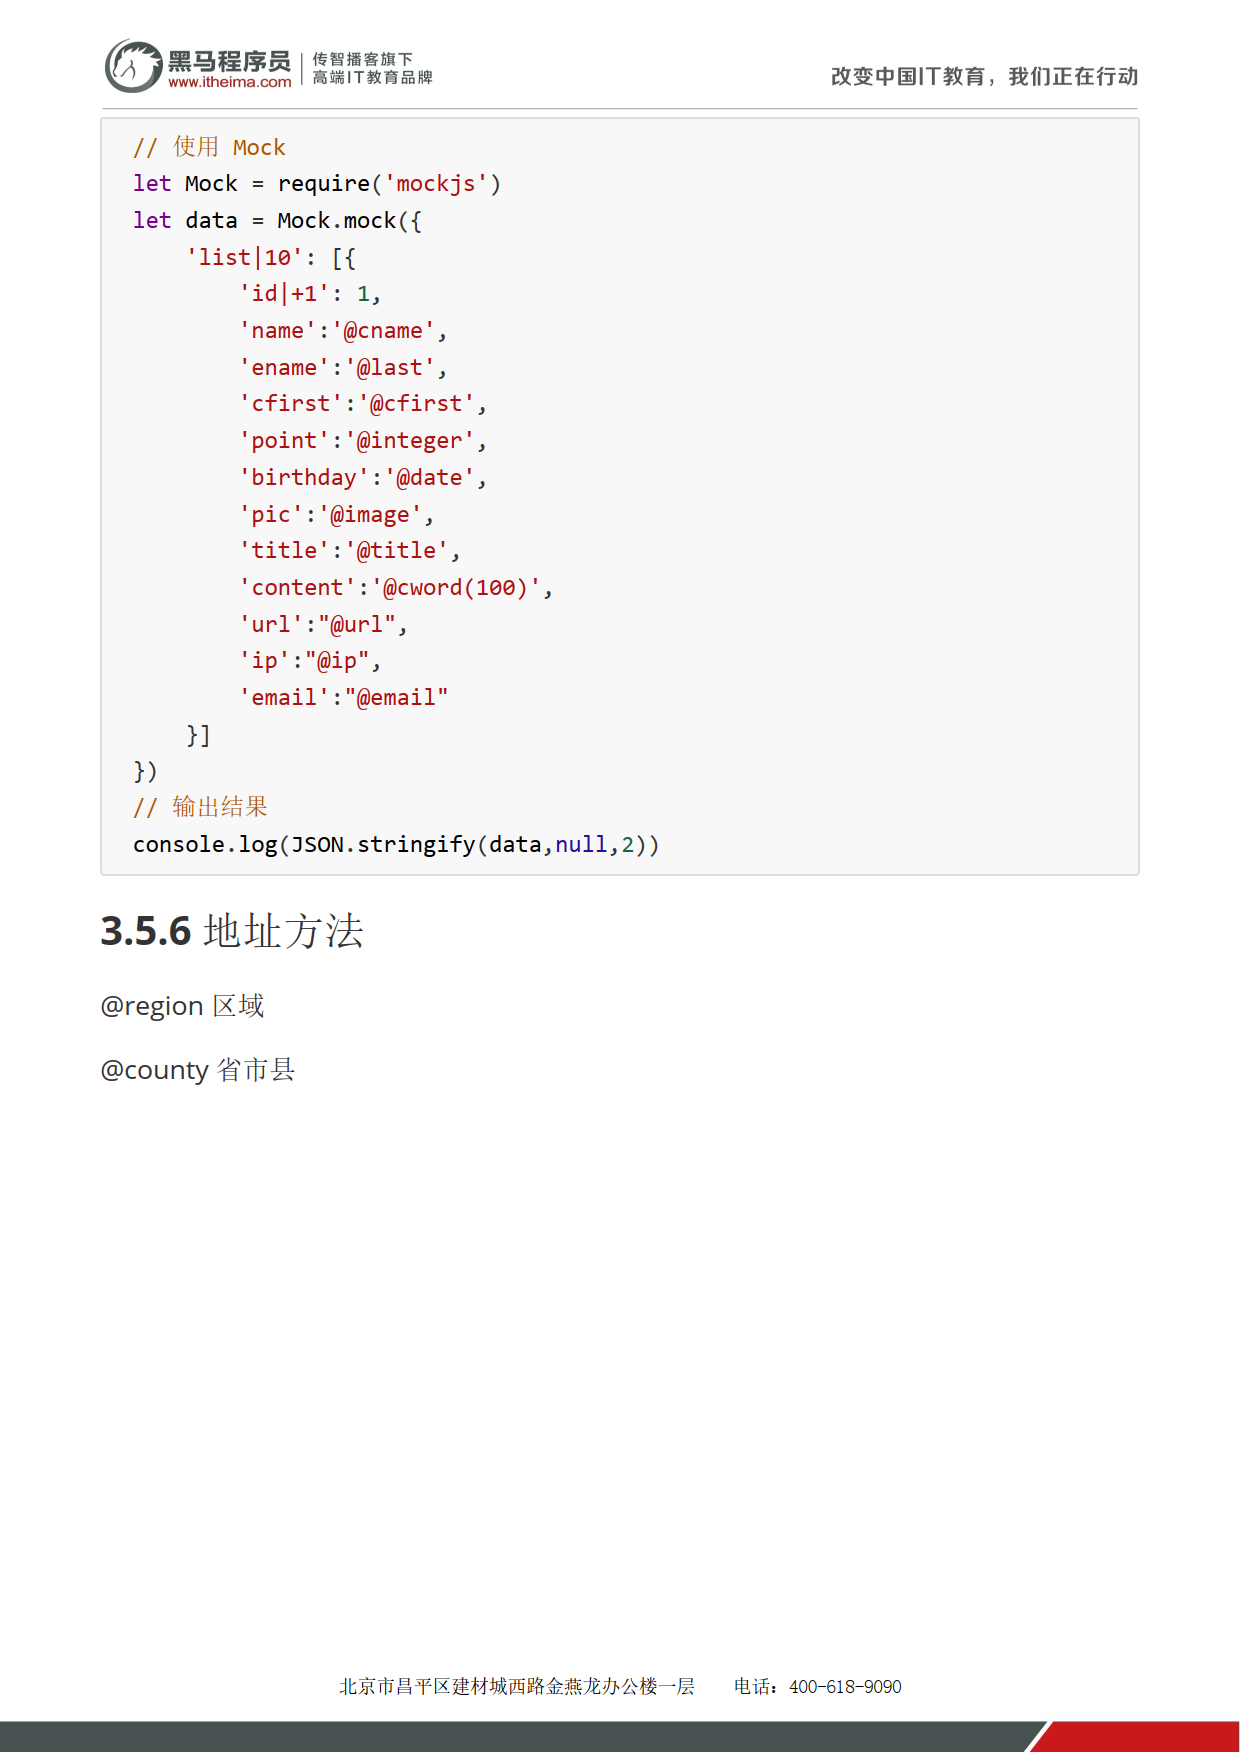 黑马程序员
www.itheima.com
传智播客旗下
高端IT教育品牌
改变中国IT教育，我们正在行动
// 使用 Mock
let Mock = require('mockjs')
let data = Mock.mock({
    'list|10': [{
        'id|+1': 1,
        'name':'@cname',
        'ename':'@last',
        'cfirst':'@cfirst',
        'point':'@integer',
        'birthday':'@date',
        'pic':'@image',
        'title':'@title',
        'content':'@cword(100)',
        'url':"@url",
        'ip':"@ip",
        'email':"@email"
    }]
})
// 输出结果
console.log(JSON.stringify(data,null,2))
3.5.6 地址方法
@region 区域
@county 省市县
北京市昌平区建材城西路金燕龙办公楼一层 电话：400-618-9090